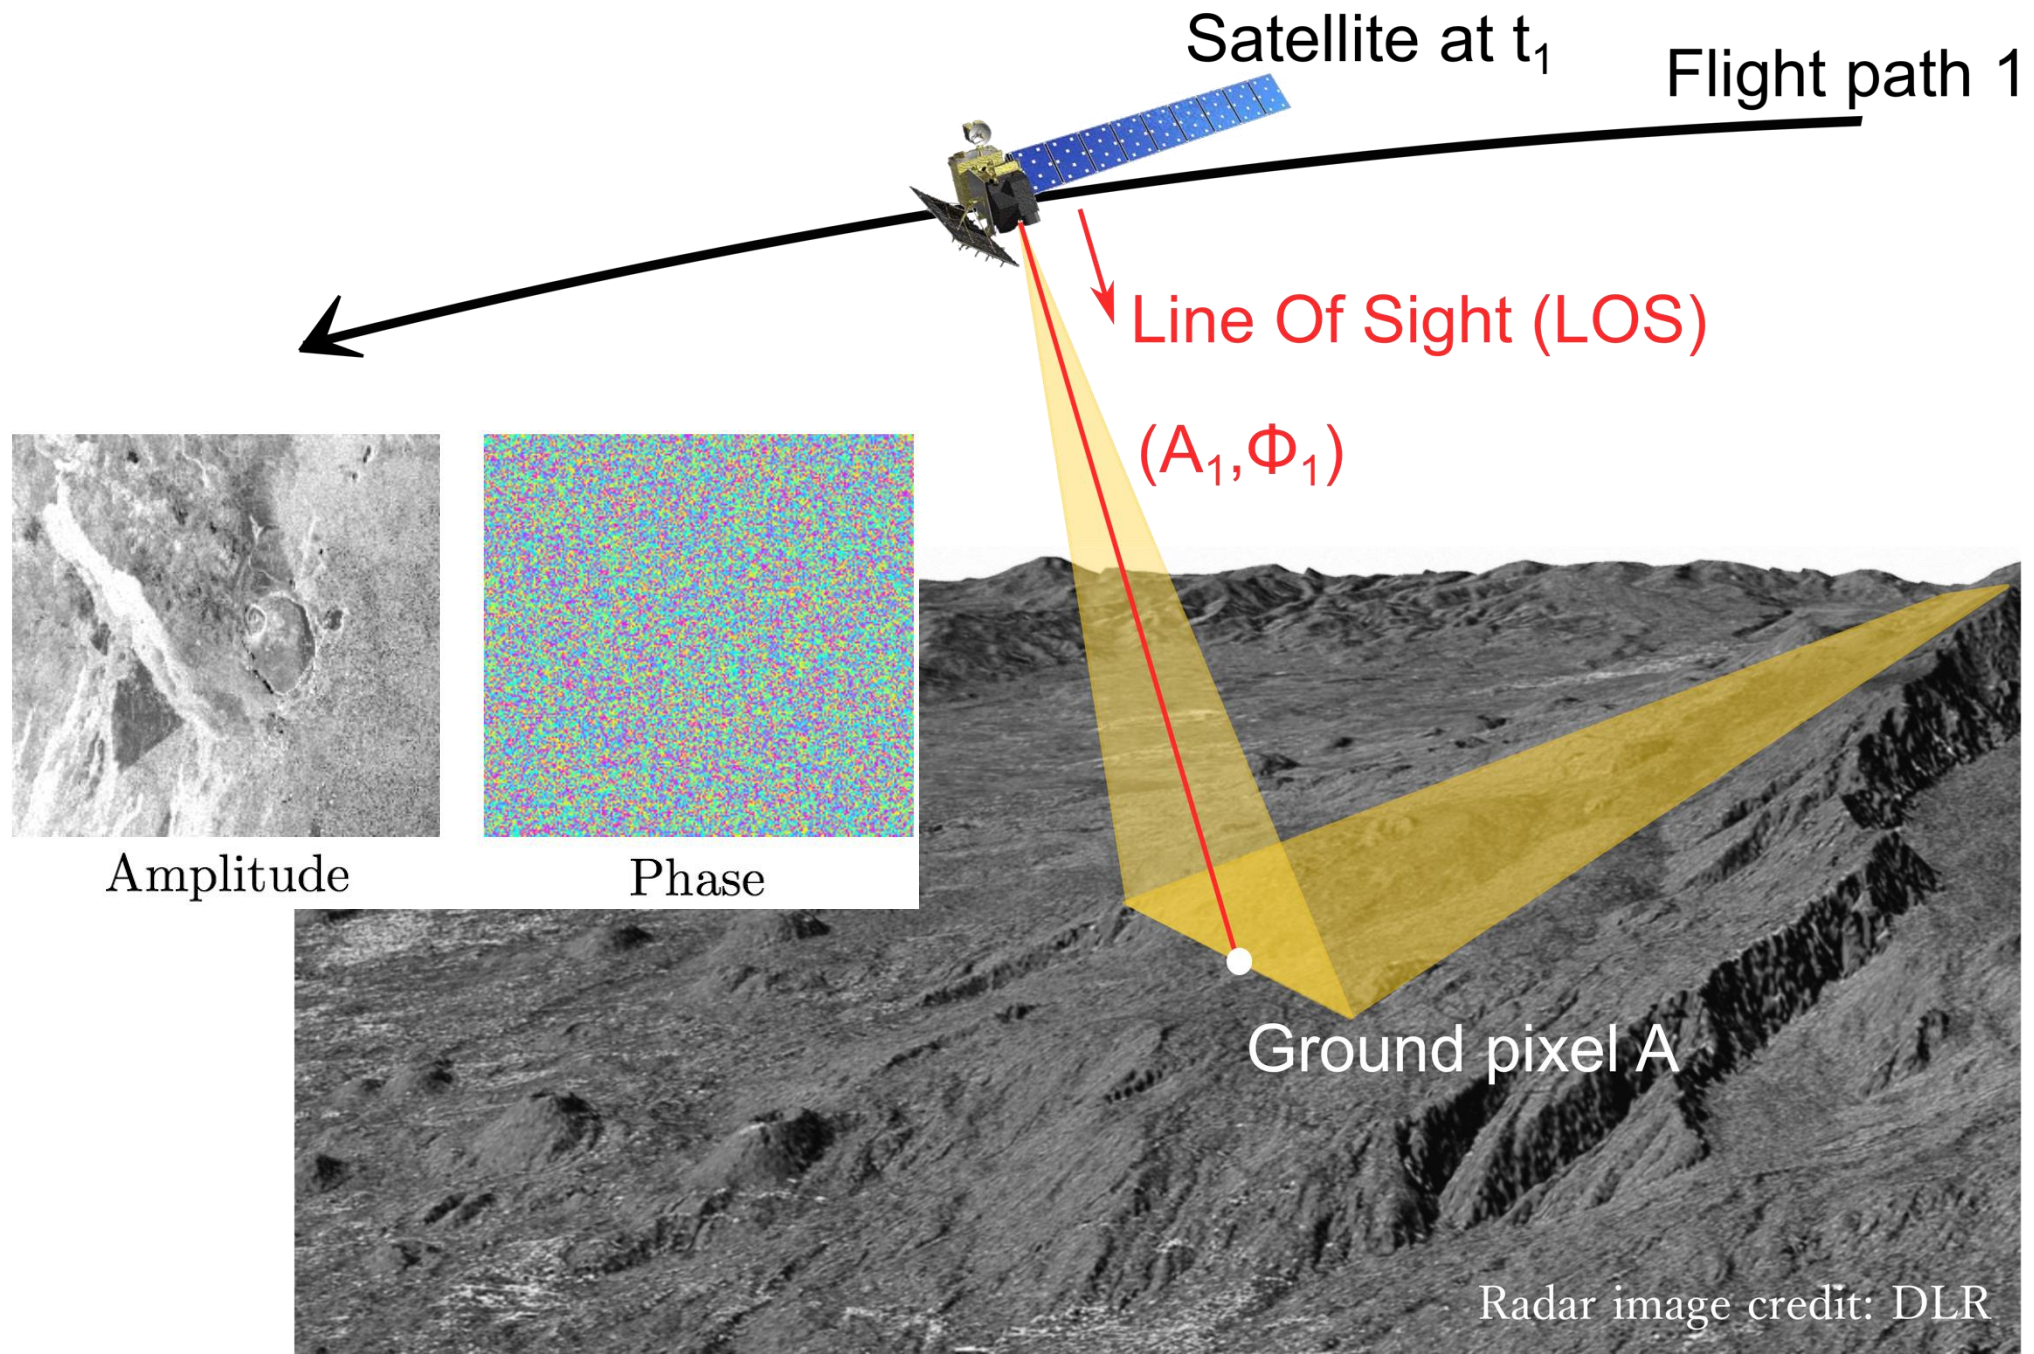 Satellite at t₁
Flight path 1
Line Of Sight (LOS)
(A₁,Φ₁)
Amplitude
Phase
Ground pixel A
Radar image credit: DLR